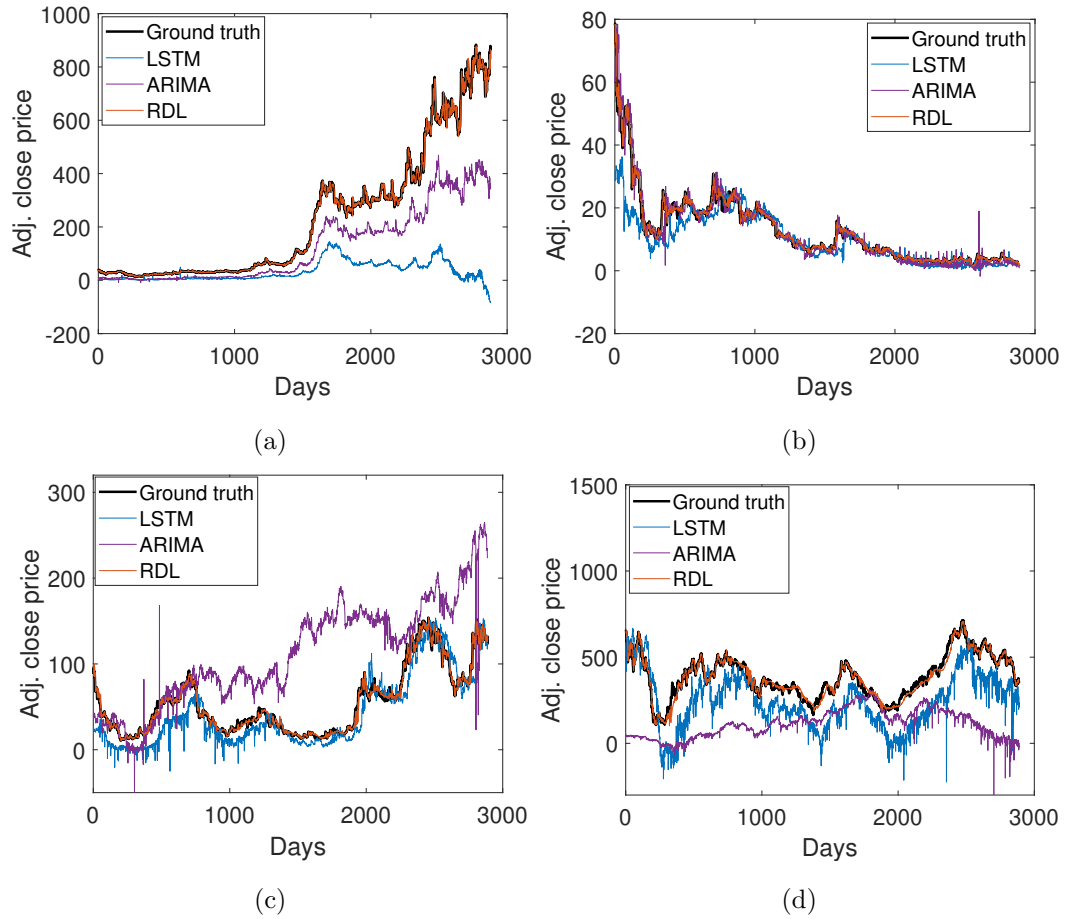 1000
800
600
400
200
0
-200
Adj. close price
Ground truth
LSTM
ARIMA
RDL
0
1000
2000
3000
Days
(a)
80
60
40
20
0
20
Adj. close price
Ground truth
LSTM
ARIMA
RDL
0
1000
2000
3000
Days
(b)
300
200
100
0
Adj. close price
Ground truth
LSTM
ARIMA
RDL
0
1000
2000
3000
Days
(c)
1500
1000
500
0
Adj. close price
Ground truth
LSTM
ARIMA
RDL
0
1000
2000
3000
Days
(d)